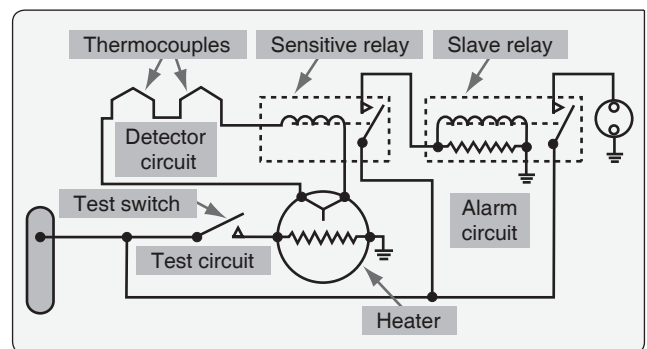 Thermocouples
Sensitive relay
Slave relay
Detector
circuit
Test switch
Alarm
circuit
Test circuit
Heater